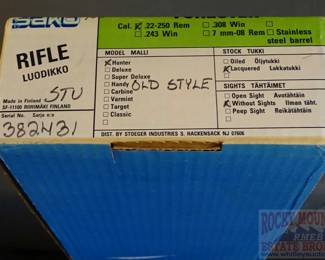 SAKO FORESTER
RIFLE
LUODIKKO
Made in Finland
SF-11100 RIIHIMÄKI FINLAND
STU
Serial No. Sarja n:o
382431
Cal. .22-250 Rem .308 Win
.243 Win 7 mm-08 Rem Stainless
steel barrel
MODEL MALLI
Hunter
Deluxe
Super Deluxe
Handy
Carbine
Varmint
Target
Classic
OLD STYLE
STOCK TUKKI
Oiled Öljytukki
Lacquered Lakkatukki
SIGHTS TÄHTÄIMET
Open Sight Avotähtäin
Without Sights Ilman täht.
Peep Sight Reikätähtäin
DIST. BY STOEGER INDUSTRIES S. HACKENSACK NJ 07606
ROCKY MOUNTAIN
ESTATE BRO